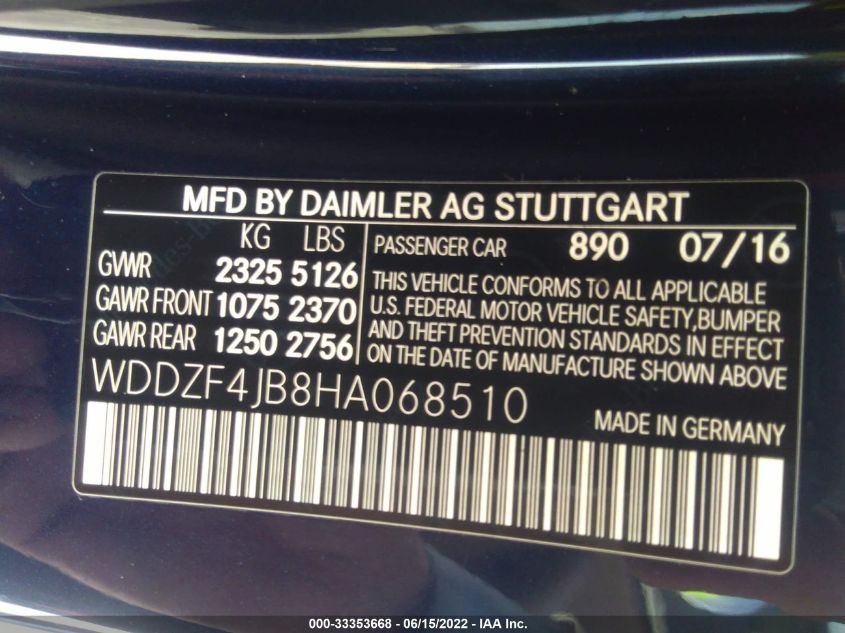 MFD BY DAIMLER AG STUTTGART
KG LBS
GVWR 2325 5126
GAWR FRONT 1075 2370
GAWR REAR 1250 2756
PASSENGER CAR 890 07/16
THIS VEHICLE CONFORMS TO ALL APPLICABLE
U.S. FEDERAL MOTOR VEHICLE SAFETY,BUMPER
AND THEFT PREVENTION STANDARDS IN EFFECT
ON THE DATE OF MANUFACTURE SHOWN ABOVE
WDDZF4JB8HA068510
MADE IN GERMANY
000-33353668 - 06/15/2022 - IAA Inc.